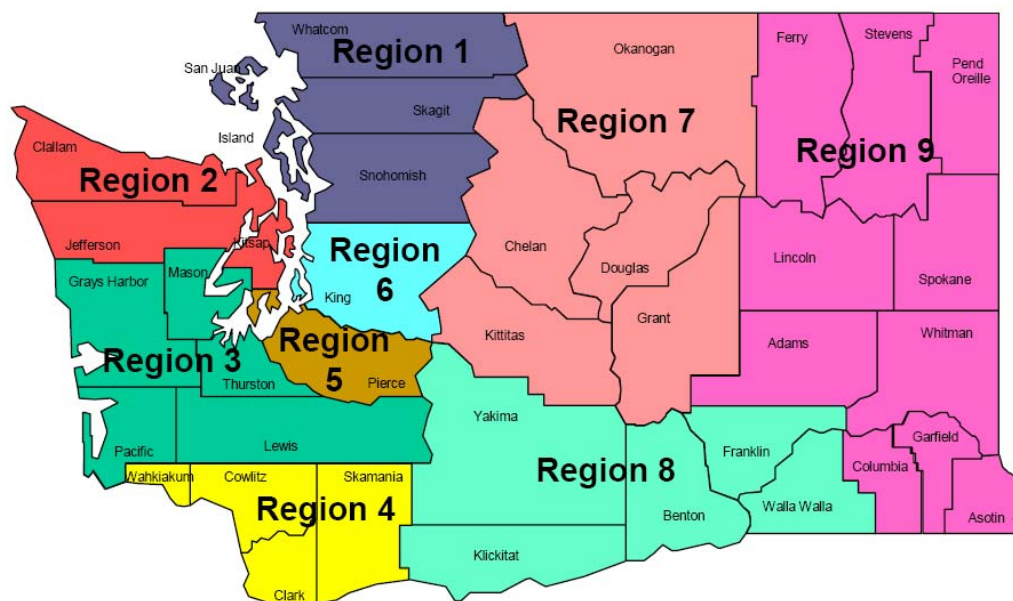 Whatcom
Region 1
San Juan
Skagit
Island
Snohomish
Clallam
Region 2
Jefferson
Kitsap
Grays Harbor
Mason
Region 3
Thurston
Pacific
Lewis
Wahkiakum
Cowlitz
Skamania
Region 4
Clark
Region
5
Pierce
Region
6
King
Okanogan
Region 7
Chelan
Douglas
Kittitas
Grant
Yakima
Region 8
Franklin
Benton
Walla Walla
Klickitat
Ferry
Stevens
Pend
Oreille
Region 9
Lincoln
Spokane
Adams
Whitman
Garfield
Columbia
Asotin